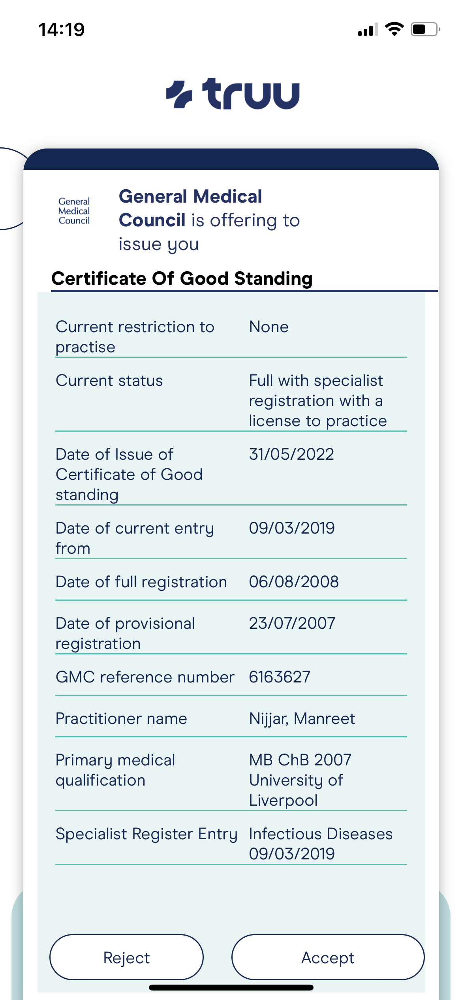 14:19
truu
General
Medical
Council
General Medical
Council is offering to
issue you
Certificate Of Good Standing
Current restriction to
practise
None
Current status
Full with specialist
registration with a
license to practice
Date of Issue of
Certificate of Good
standing
31/05/2022
Date of current entry
from
09/03/2019
Date of full registration
06/08/2008
Date of provisional
registration
23/07/2007
GMC reference number
6163627
Practitioner name
Nijjar, Manreet
Primary medical
qualification
MB ChB 2007
University of
Liverpool
Specialist Register Entry
Infectious Diseases
09/03/2019
Reject
Accept